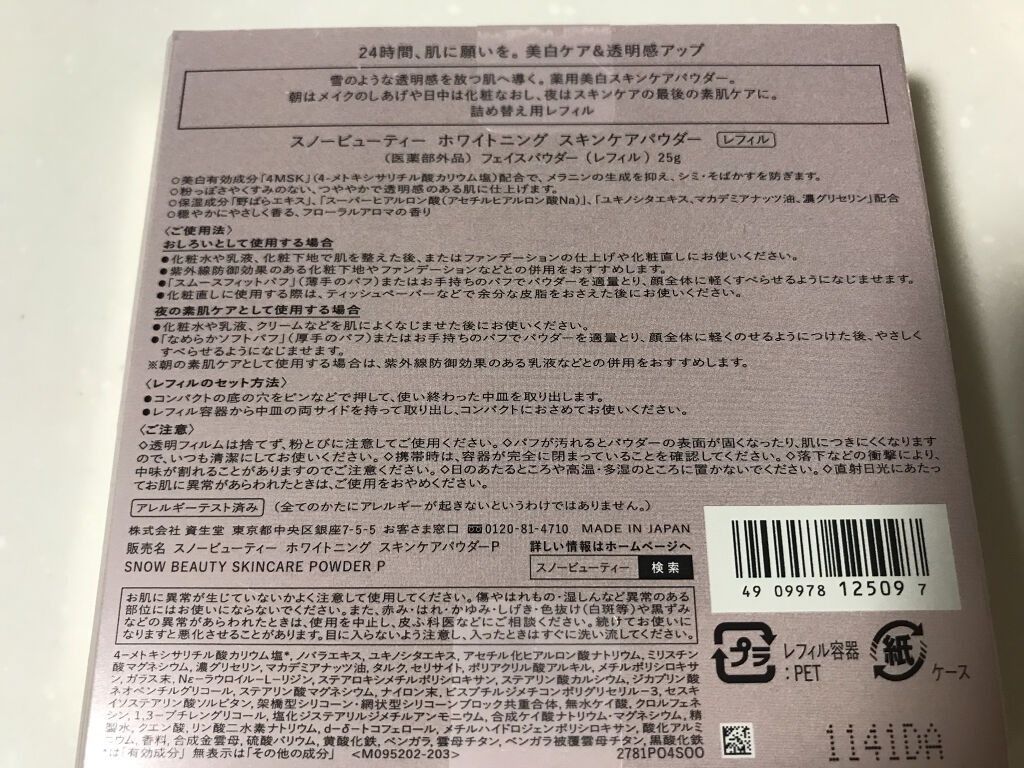 24時間、肌に願いを。美白ケア&透明感アップ
雪のような透明感を放つ肌へ導く。薬用美白スキンケアパウダー。
朝はメイクのしあげや日中は化粧なおし、夜はスキンケアの最後の素肌ケアに。
詰め替え用レフィル
スノービューティー ホワイトニング スキンケアパウダー レフィル
(医薬部外品) フェイスパウダー(レフィル) 25g
○美白有効成分「4MSK」(4-メトキシサリチル酸カリウム塩)配合で、メラニンの生成を抑え、シミ・そばかすを防ぎます。
○粉っぽさやくすみのない、つややかで透明感のある肌に仕上げます。
○保湿成分「野ばらエキス」、「スーパーヒアルロン酸(アセチルヒアルロン酸Na)」、「ユキノシタエキス、マカデミアナッツ油、濃グリセリン」配合
○穏やかにやさしく香る、フローラルアロマの香り
〈ご使用法〉
おしろいとして使用する場合
●化粧水や乳液、化粧下地で肌を整えた後、またはファンデーションの仕上げや化粧直しにお使いください。
●紫外線防御効果のある化粧下地やファンデーションなどとの併用をおすすめします。
●「スムースフィットパフ」(薄手のパフ)またはお手持ちのパフでパウダーを適量とり、顔全体に軽くすべらせるようになじませます。
●化粧直しに使用する際は、ティッシュペーパーなどで余分な皮脂をおさえた後にお使いください。
夜の素肌ケアとして使用する場合
●化粧水や乳液、クリームなどを肌によくなじませた後にお使いください。
●「なめらかソフトパフ」(厚手のパフ)またはお手持ちのパフでパウダーを適量とり、顔全体に軽くのせるようにつけた後、やさしく
すべらせるようになじませます。
※朝の素肌ケアとして使用する場合は、紫外線防御効果のある乳液などとの併用をおすすめします。
〈レフィルのセット方法〉
●コンパクトの底の穴をピンなどで押して、使い終わった中皿を取り出します。
●レフィル容器から中皿の両サイドを持って取り出し、コンパクトにおさめてお使いください。
〈ご注意〉
◇透明フィルムは捨てず、粉とびに注意してご使用ください。◇パフが汚れるとパウダーの表面が固くなったり、肌につきにくくなります
ので、いつも清潔にしてお使いください。◇携帯時は、容器が完全に閉まっていることを確認してください。◇落下などの衝撃により、
中味が割れることがありますのでご注意ください。◇日のあたるところや高温・多湿のところに置かないでください。◇直射日光にあたっ
てお肌に異常があらわれたときは、ご使用をおやめください。
アレルギーテスト済み (全てのかたにアレルギーが起きないというわけではありません。)
株式会社 資生堂 東京都中央区銀座7-5-5 お客さま窓口 0120-81-4710 MADE IN JAPAN
販売名 スノービューティー ホワイトニング スキンケアパウダーP 詳しい情報はホームページへ
SNOW BEAUTY SKINCARE POWDER P スノービューティー 検索
お肌に異常が生じていないかよく注意して使用してください。傷やはれもの・湿しんなど異常のある
部位にはお使いにならないでください。また、赤み・はれ・かゆみ・しげき・色抜け(白斑等)や黒ずみ
などの異常があらわれたときは、使用を中止し、皮ふ科医などにご相談ください。続けてお使いに
なりますと悪化させることがあります。目に入らないよう注意し、入ったときはすぐに洗い流してください。
4-メトキシサリチル酸カリウム塩*、ノバラエキス、ユキノシタエキス、アセチル化ヒアルロン酸ナトリウム、ミリスチン
酸マグネシウム、濃グリセリン、マカデミアナッツ油、タルク、セリサイト、ポリアクリル酸アルキル、メチルポリシロキサ
ン、ガラス末、Nε-ラウロイル-L-リジン、ステアロキシメチルポリシロキサン、ステアリン酸カルシウム、ジカプリン酸
ネオペンチルグリコール、ステアリン酸マグネシウム、ナイロン末、ビスブチルジメチコンポリグリセリル-3、セスキ
イソステアリン酸ソルビタン、架橋型シリコーン・網状型シリコーンブロック共重合体、無水ケイ酸、クロルフェネ
シン、1,3-ブチレングリコール、塩化ジステアリルジメチルアンモニウム、合成ケイ酸ナトリウム・マグネシウム、精
製水、クエン酸、リン酸二水素ナトリウム、d-δ-トコフェロール、メチルハイドロジェンポリシロキサン、酸化アルミ
ニウム、香料、合成金雲母、硫酸バリウム、黄酸化鉄、ベンガラ、雲母チタン、ベンガラ被覆雲母チタン、黒酸化鉄
*は「有効成分」無表示は「その他の成分」 <M095202-203> 2781P04S00
49 09978 12509 7
プラ レフィル容器
:PET
紙 ケース
1141DA